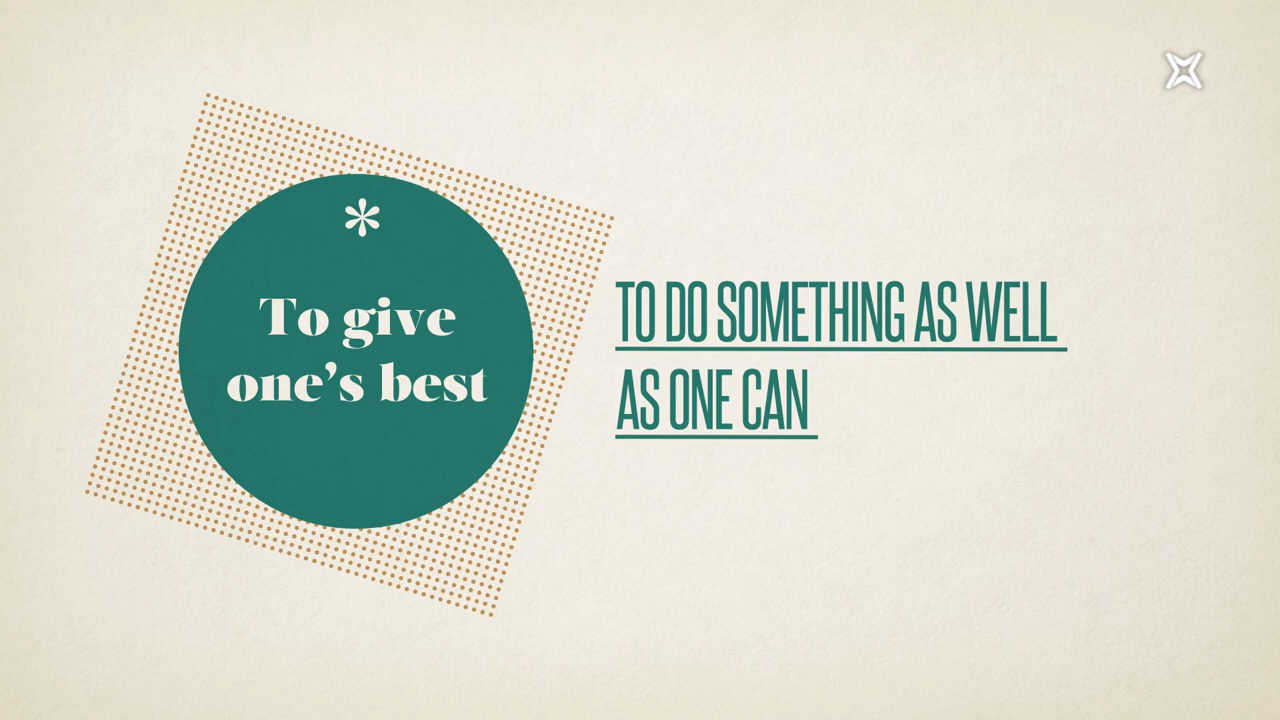 *
To give
one's best
TO DO SOMETHING AS WELL
AS ONE CAN